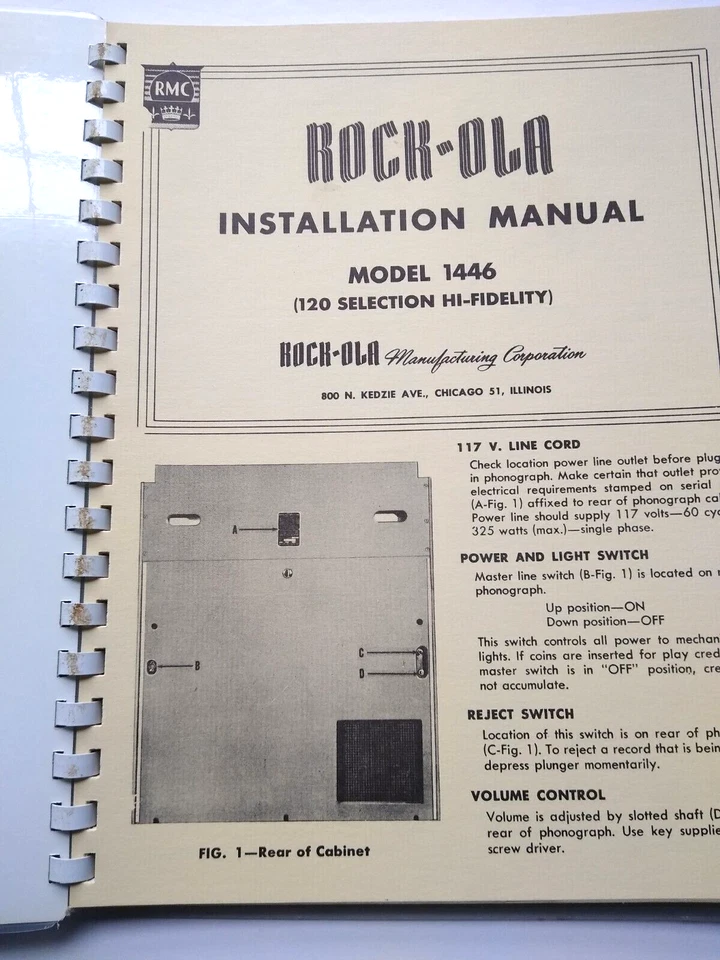 RMC
ROCK-OLA
INSTALLATION MANUAL
MODEL 1446
(120 SELECTION HI-FIDELITY)
ROCK-OLA Manufacturing Corporation
800 N. KEDZIE AVE., CHICAGO 51, ILLINOIS
A
B
C
D
FIG. 1—Rear of Cabinet
117 V. LINE CORD
Check location power line outlet before plug
in phonograph. Make certain that outlet pro
electrical requirements stamped on serial
(A-Fig. 1) affixed to rear of phonograph ca
Power line should supply 117 volts—60 cy
325 watts (max.)—single phase.
POWER AND LIGHT SWITCH
Master line switch (B-Fig. 1) is located on
phonograph.
Up position—ON
Down position—OFF
This switch controls all power to mechan
lights. If coins are inserted for play cred
master switch is in "OFF" position, cre
not accumulate.
REJECT SWITCH
Location of this switch is on rear of ph
(C-Fig. 1). To reject a record that is bein
depress plunger momentarily.
VOLUME CONTROL
Volume is adjusted by slotted shaft (D
rear of phonograph. Use key supplie
screw driver.